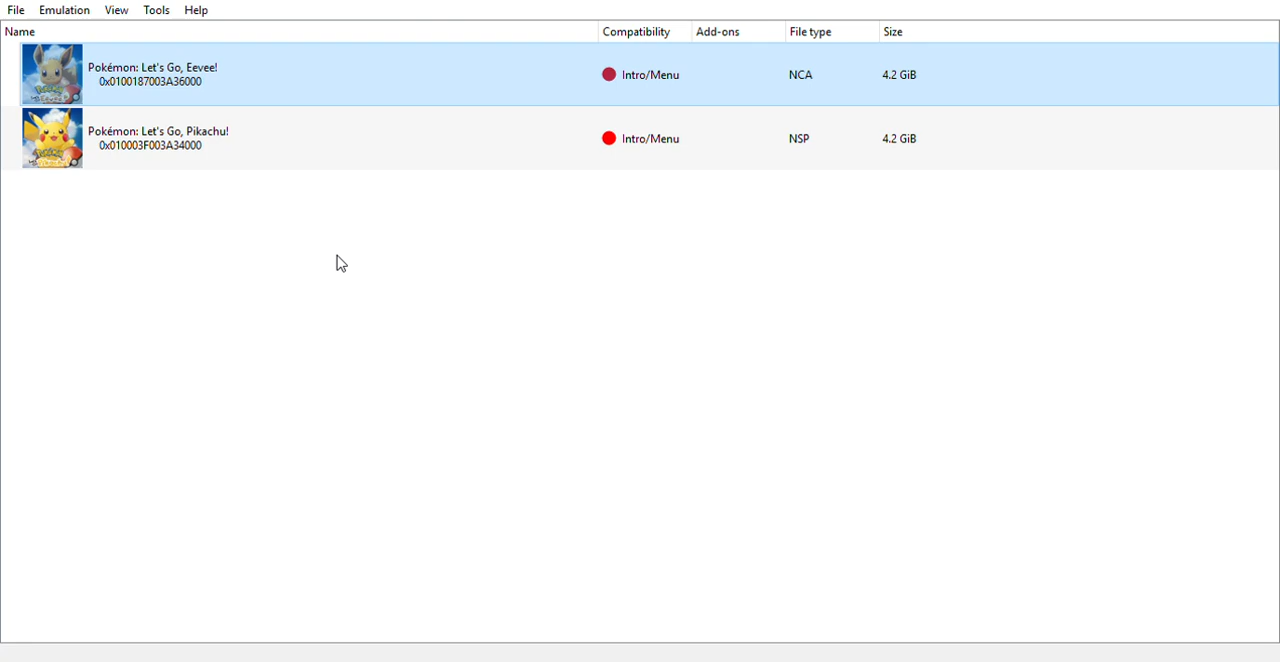 File Emulation View Tools Help
Name Compatibility Add-ons File type Size
Pokémon: Let's Go, Eevee!
0x0100187003A36000
Intro/Menu NCA 4.2 GiB
Pokémon: Let's Go, Pikachu!
0x010003F003A34000
Intro/Menu NSP 4.2 GiB